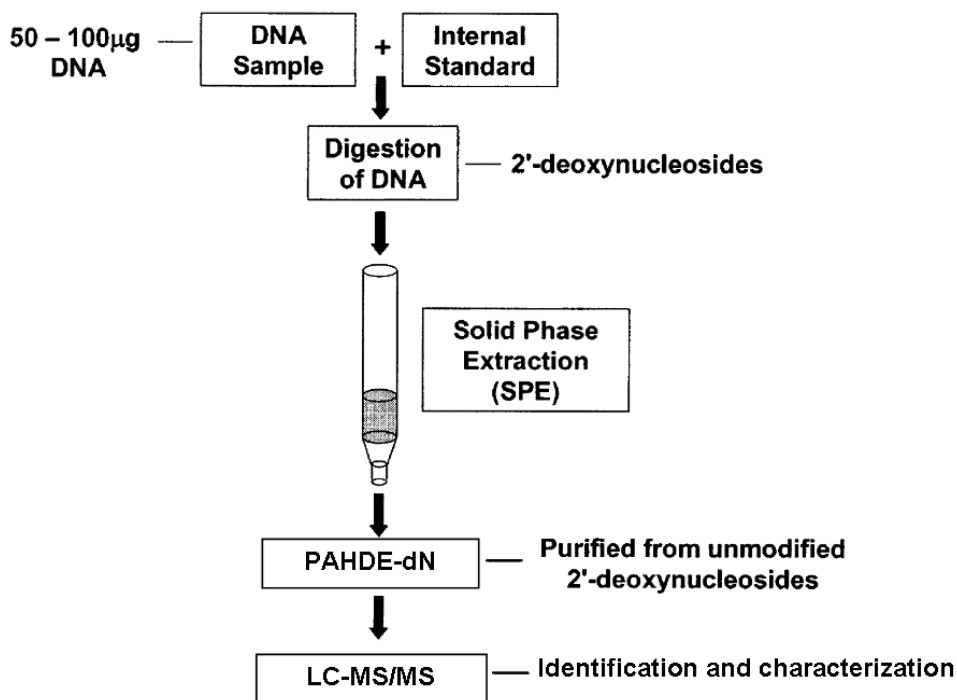 50 – 100μg
DNA
DNA
Sample
+
Internal
Standard
Digestion
of DNA
2'-deoxynucleosides
Solid Phase
Extraction
(SPE)
PAHDE-dN
Purified from unmodified
2'-deoxynucleosides
LC-MS/MS
Identification and characterization